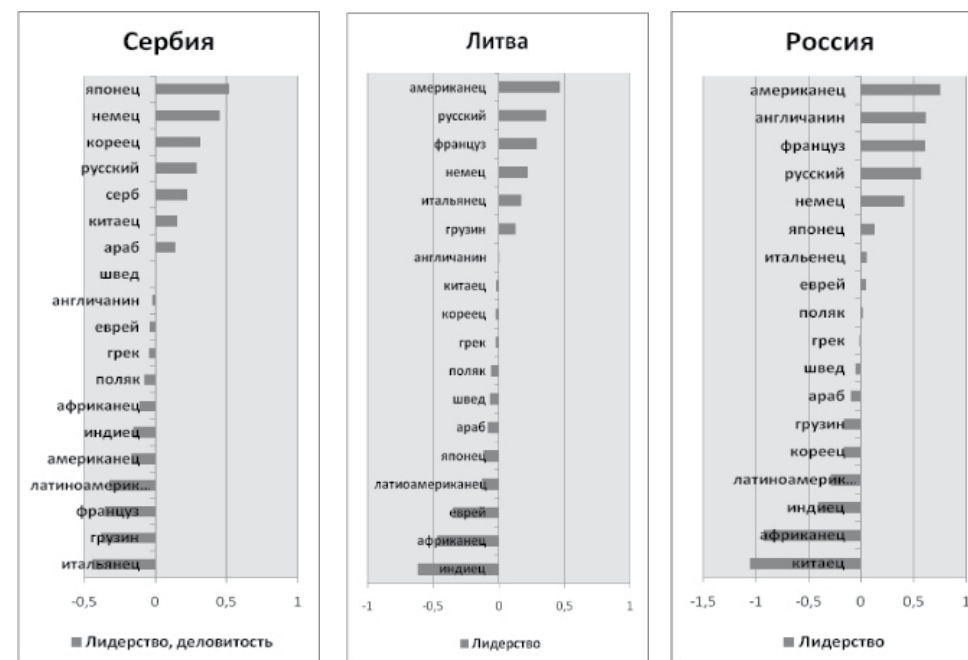 Сербия
японец
немец
кореец
русский
серб
китаец
араб
швед
англичанин
еврей
грек
поляк
африканец
индиец
американец
латиноамерик...
француз
грузин
итальянец
-0,5 0 0,5 1
Лидерство, деловитость
Литва
американец
русский
француз
немец
итальянец
грузин
англичанин
китаец
кореец
грек
поляк
швед
араб
японец
латиоамериканец
еврей
африканец
индиец
-1 -0,5 0 0,5 1
Лидерство
Россия
американец
англичанин
француз
русский
немец
японец
итальенец
еврей
поляк
грек
швед
араб
грузин
кореец
латиноамерик...
индиец
африканец
китаец
-1,5 -1 -0,5 0 0,5 1
Лидерство